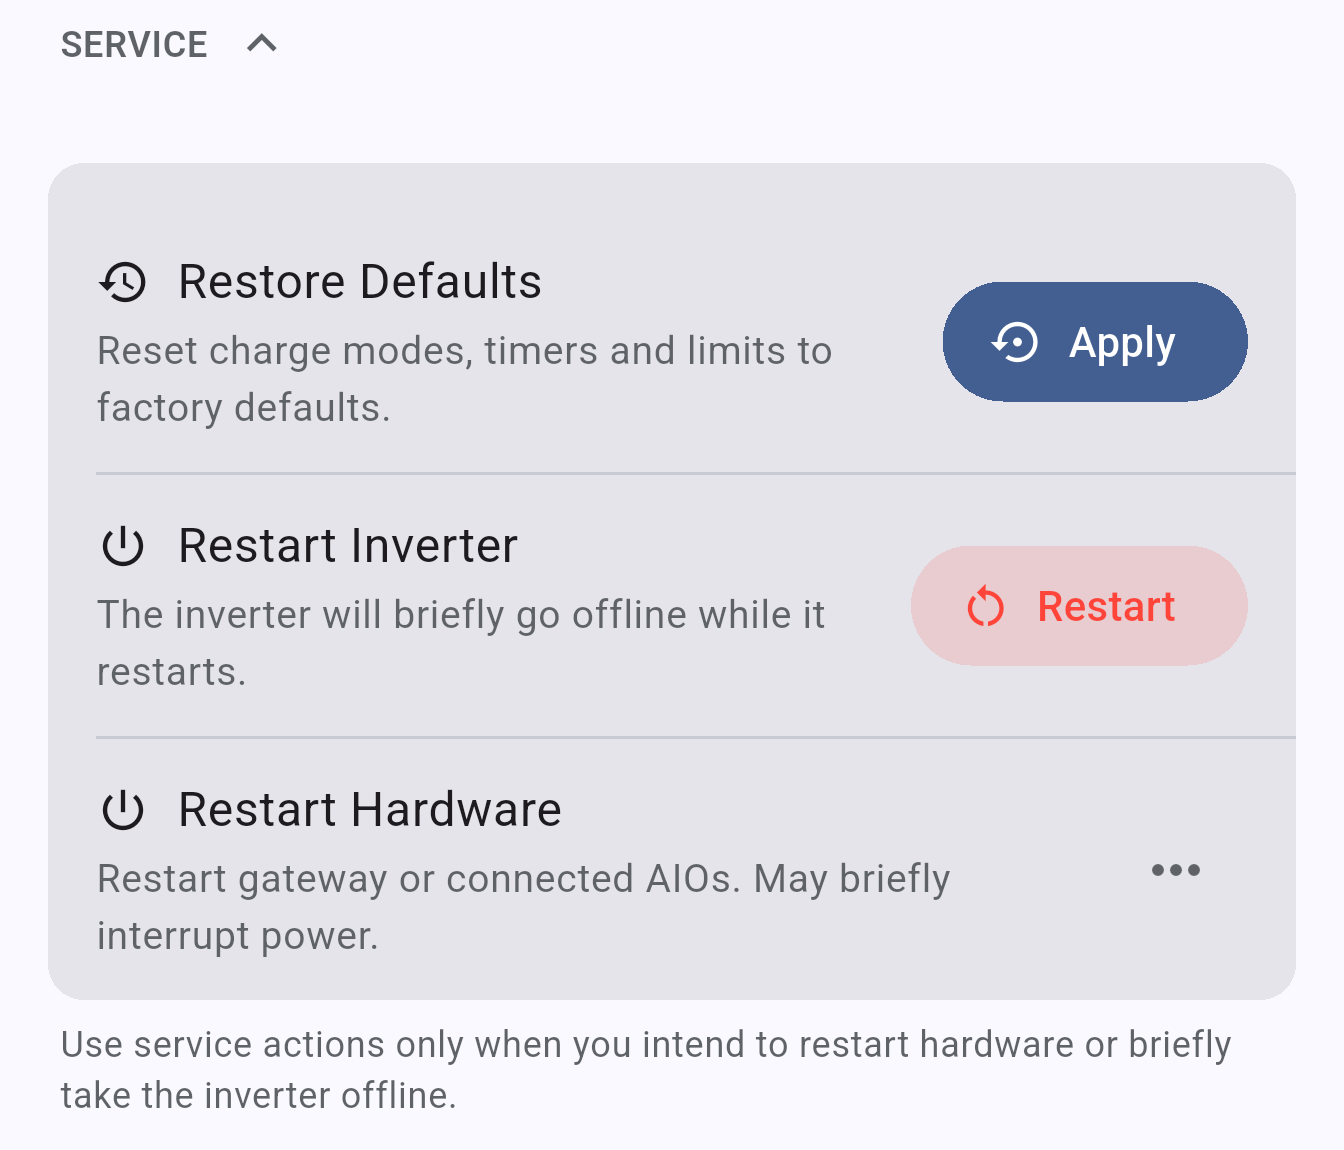 SERVICE
Restore Defaults
Reset charge modes, timers and limits to
factory defaults.
Apply
Restart Inverter
The inverter will briefly go offline while it
restarts.
Restart
Restart Hardware
Restart gateway or connected AIOs. May briefly
interrupt power.
Use service actions only when you intend to restart hardware or briefly
take the inverter offline.